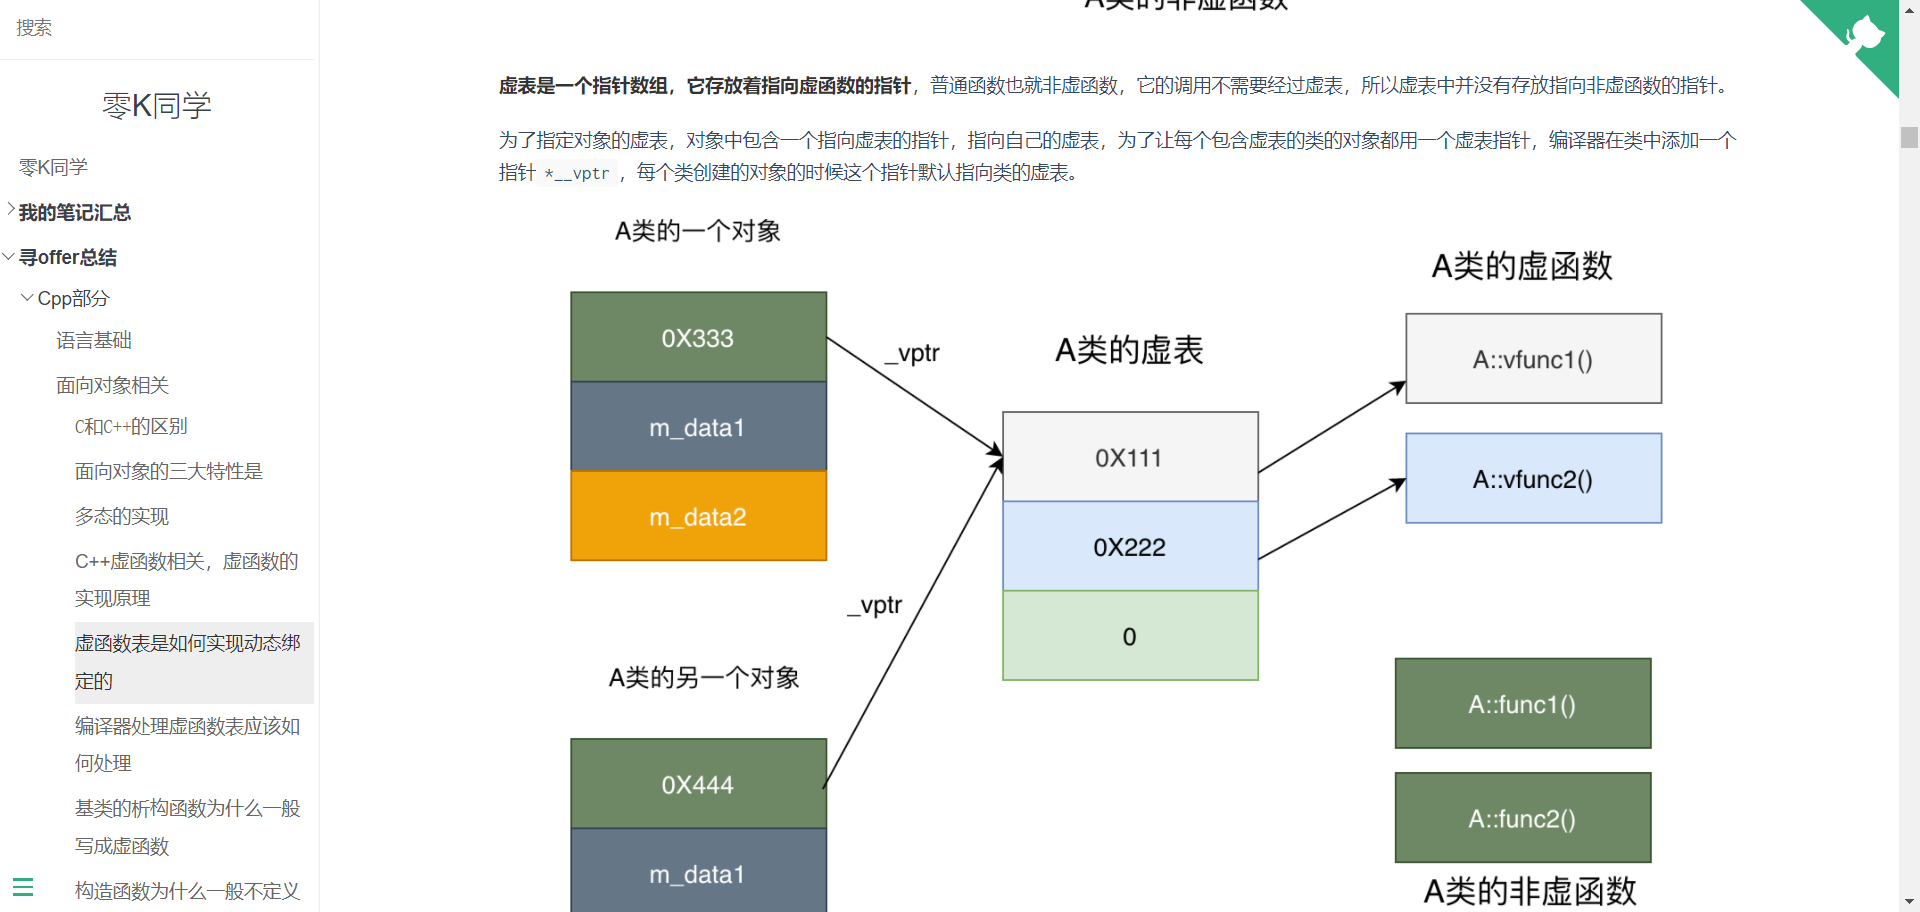 搜索
零K同学
零K同学
我的笔记汇总
寻offer总结
Cpp部分
语言基础
面向对象相关
C和C++的区别
面向对象的三大特性是
多态的实现
C++虚函数相关，虚函数的
实现原理
虚函数表是如何实现动态绑
定的
编译器处理虚函数表应该如
何处理
基类的析构函数为什么一般
写成虚函数
构造函数为什么一般不定义
A类的非虚函数
虚表是一个指针数组，它存放着指向虚函数的指针，普通函数也就非虚函数，它的调用不需要经过虚表，所以虚表中并没有存放指向非虚函数的指针。
为了指定对象的虚表，对象中包含一个指向虚表的指针，指向自己的虚表，为了让每个包含虚表的类的对象都用一个虚表指针，编译器在类中添加一个
指针 *__vptr ，每个类创建的对象的时候这个指针默认指向类的虚表。
A类的一个对象
0X333
m_data1
m_data2
_vptr
_vptr
A类的另一个对象
0X444
m_data1
A类的虚表
0X111
0X222
0
A类的虚函数
A::vfunc1()
A::vfunc2()
A::func1()
A::func2()
A类的非虚函数